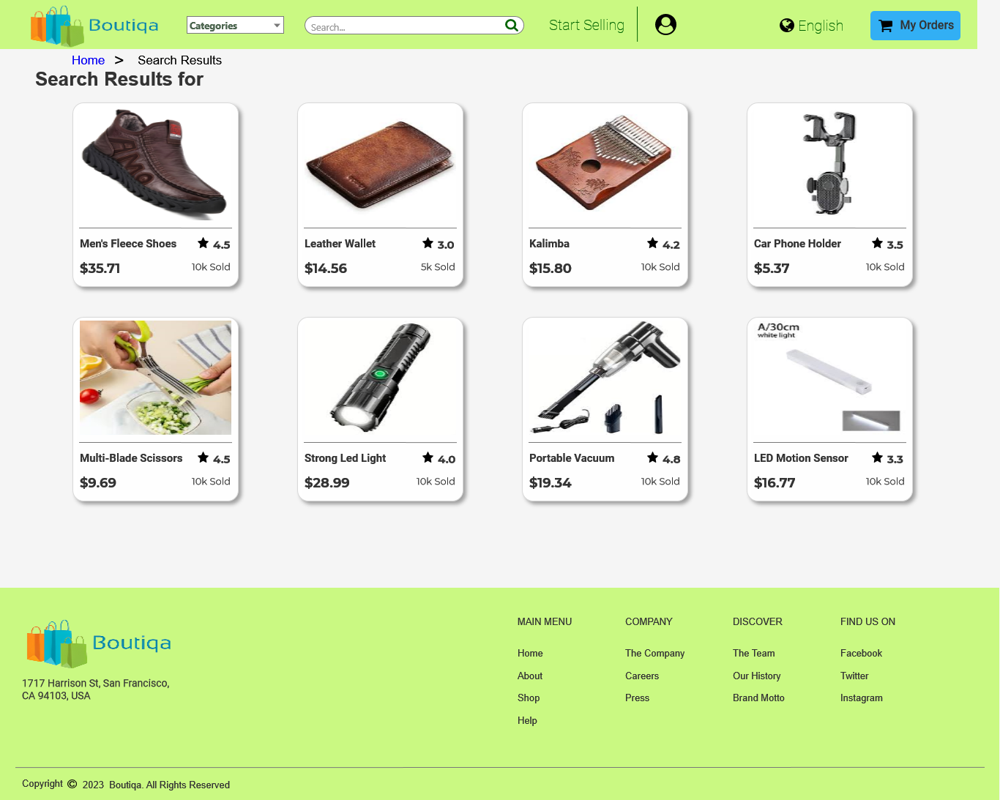 Boutiqa
Categories
Search...
Start Selling
English
My Orders
Home > Search Results
Search Results for
Men's Fleece Shoes 4.5
$35.71 10k Sold
Leather Wallet 3.0
$14.56 5k Sold
Kalimba 4.2
$15.80 10k Sold
Car Phone Holder 3.5
$5.37 10k Sold
A/30cm
white light
Multi-Blade Scissors 4.5
$9.69 10k Sold
Strong Led Light 4.0
$28.99 10k Sold
Portable Vacuum 4.8
$19.34 10k Sold
LED Motion Sensor 3.3
$16.77 10k Sold
Boutiqa
1717 Harrison St, San Francisco,
CA 94103, USA
MAIN MENU
Home
About
Shop
Help
COMPANY
The Company
Careers
Press
DISCOVER
The Team
Our History
Brand Motto
FIND US ON
Facebook
Twitter
Instagram
Copyright © 2023 Boutiqa. All Rights Reserved